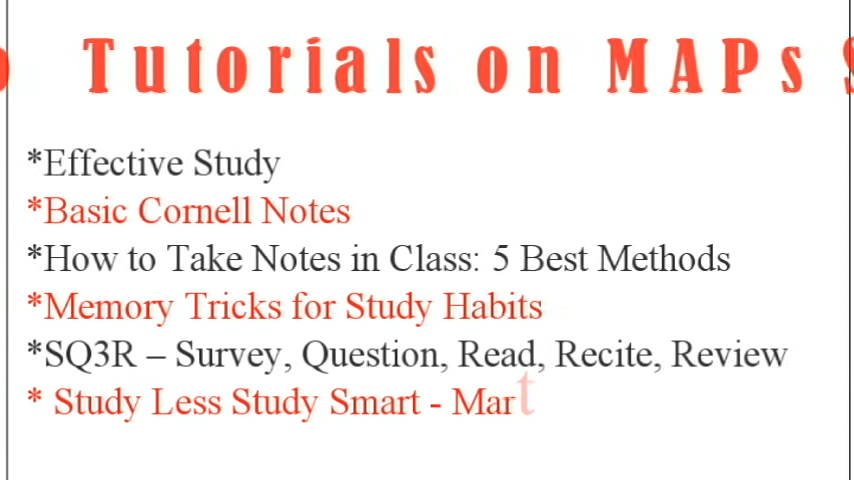 Tutorials on MAPs
*Effective Study
*Basic Cornell Notes
*How to Take Notes in Class: 5 Best Methods
*Memory Tricks for Study Habits
*SQ3R – Survey, Question, Read, Recite, Review
* Study Less Study Smart - Mart